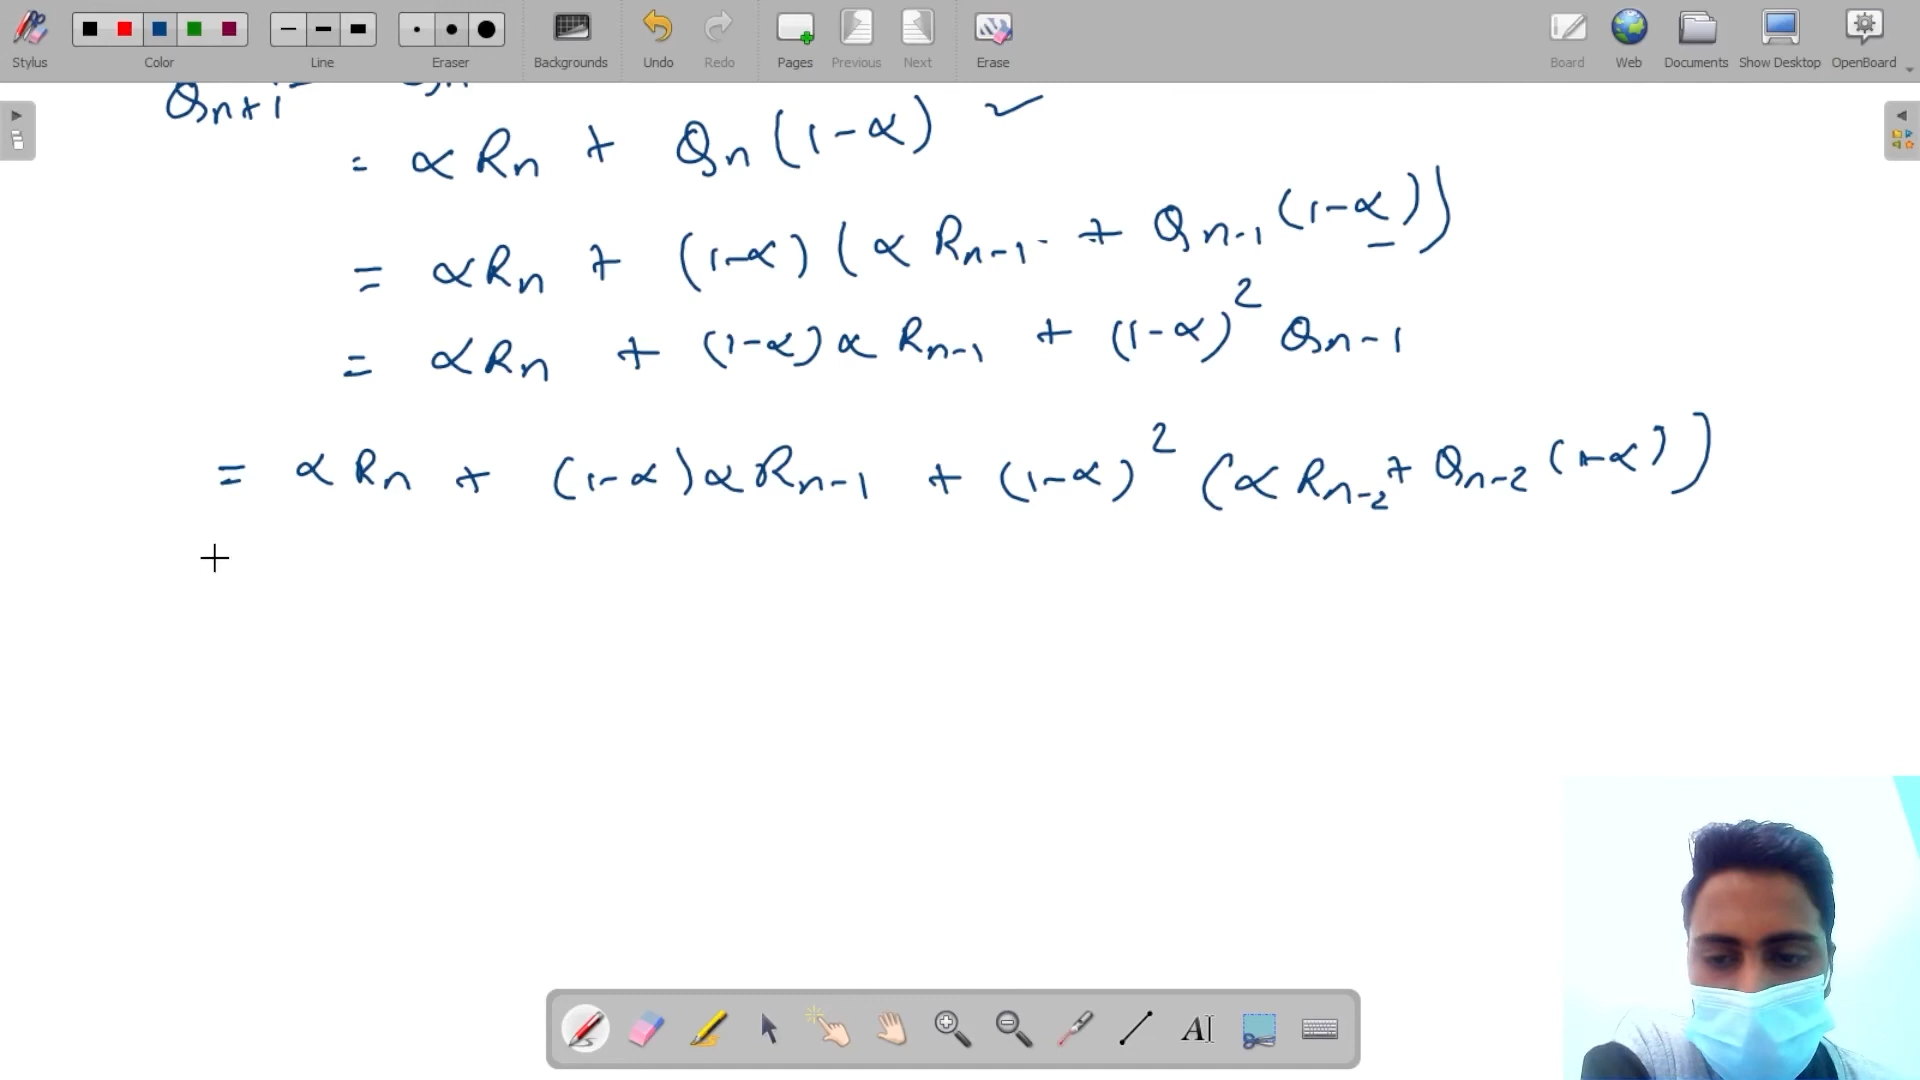 Stylus Color Line Eraser Backgrounds Undo Redo Pages Previous Next Erase Board Web Documents Show Desktop OpenBoard
Qn+1
= αRn + Qn(1-α) ✓
= αRn + (1-α)(αRn-1 + Qn-1(1-α))
= αRn + (1-α)αRn-1 + (1-α)² Qn-1
= αRn + (1-α)αRn-1 + (1-α)²(αRn-2 + Qn-2(1-α))
AI